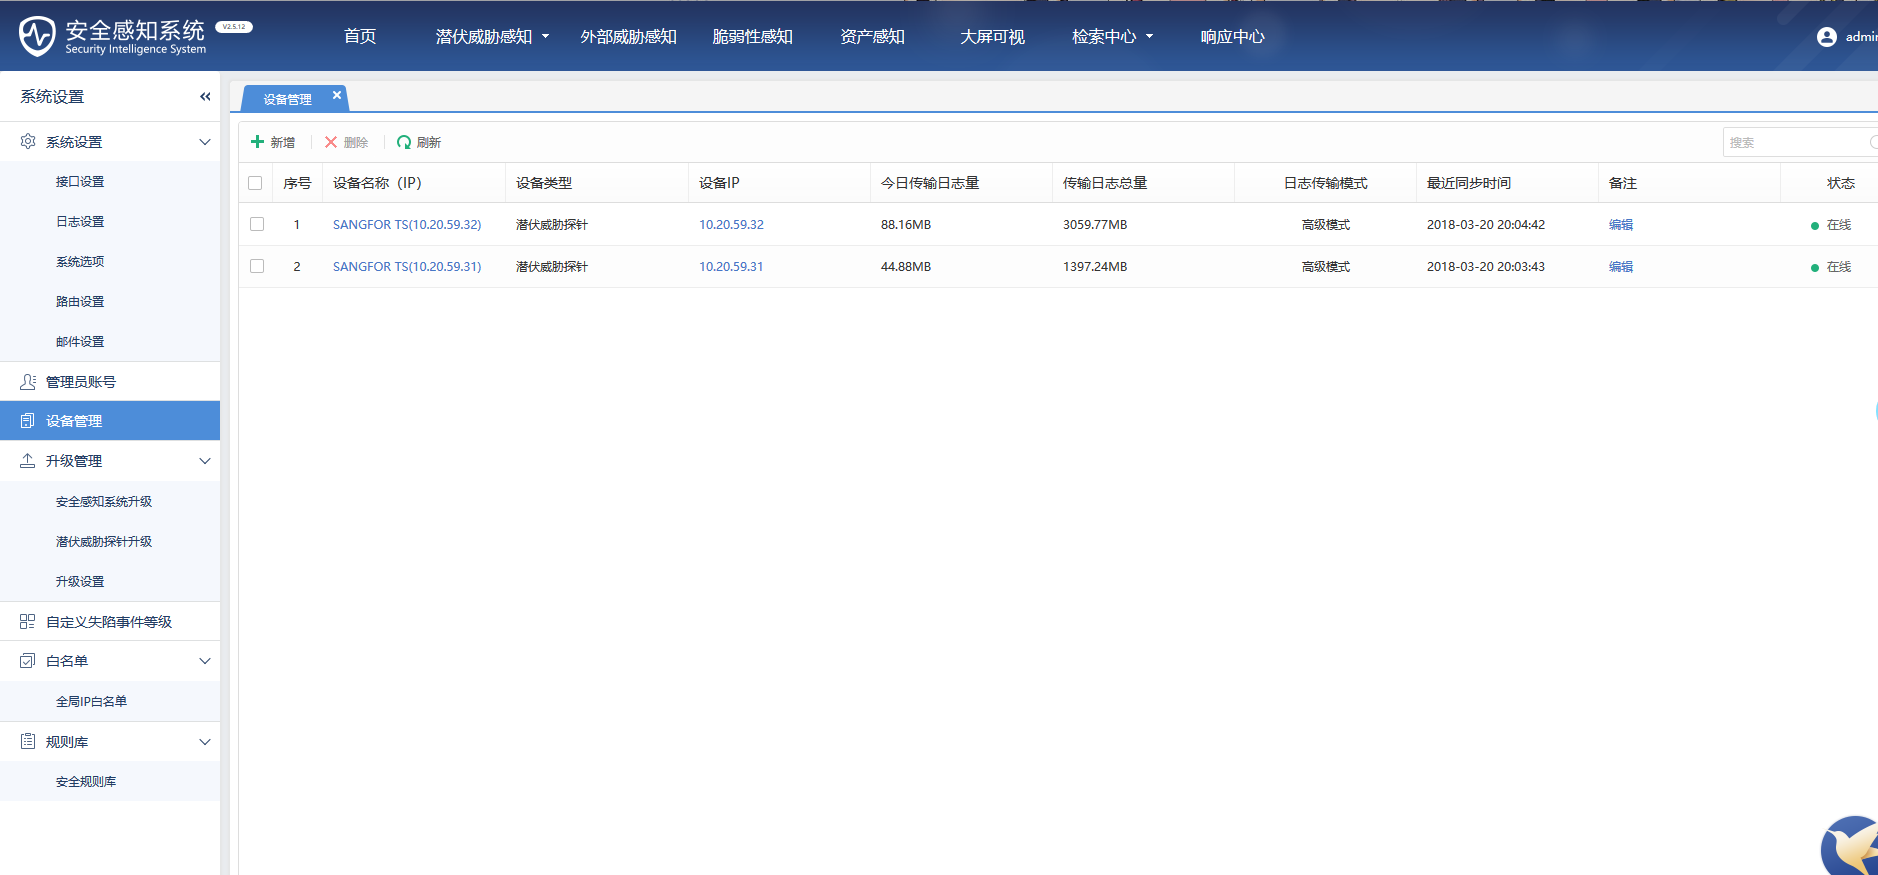 安全感知系统 V2.5.12
Security Intelligence System
首页 潜伏威胁感知 外部威胁感知 脆弱性感知 资产感知 大屏可视 检索中心 响应中心
系统设置
系统设置
接口设置
日志设置
系统选项
路由设置
邮件设置
管理员账号
设备管理
升级管理
安全感知系统升级
潜伏威胁探针升级
升级设置
自定义失陷事件等级
白名单
全局IP白名单
规则库
安全规则库
设备管理
新增 删除 刷新 搜索
序号 设备名称（IP） 设备类型 设备IP 今日传输日志量 传输日志总量 日志传输模式 最近同步时间 备注 状态
1 SANGFOR TS(10.20.59.32) 潜伏威胁探针 10.20.59.32 88.16MB 3059.77MB 高级模式 2018-03-20 20:04:42 编辑 在线
2 SANGFOR TS(10.20.59.31) 潜伏威胁探针 10.20.59.31 44.88MB 1397.24MB 高级模式 2018-03-20 20:03:43 编辑 在线